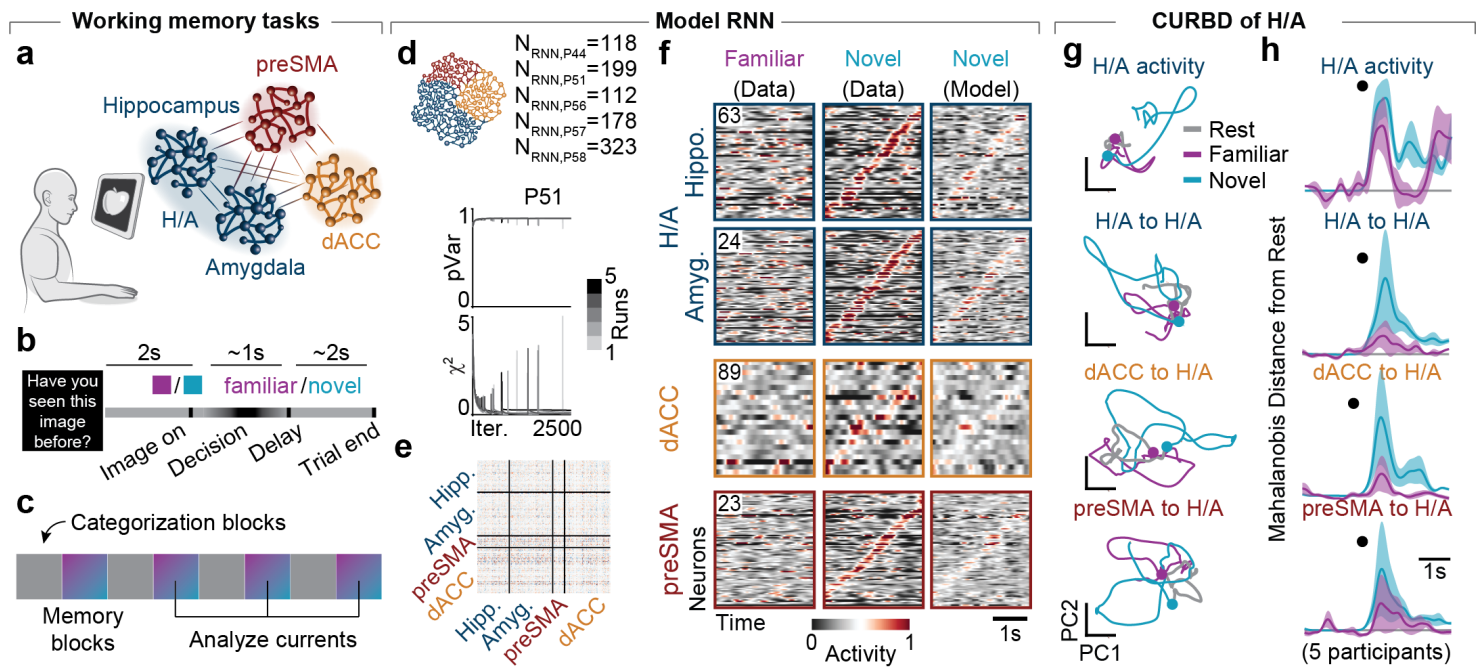 Working memory tasks
Model RNN
CURBD of H/A
a
preSMA
Hippocampus
H/A
dACC
Amygdala
b
2s
~1s
~2s
Have you
seen this
image
before?
/
familiar/novel
Image on
Decision
Delay
Trial end
c
Categorization blocks
Memory
blocks
Analyze currents
d
N RNN,P44=118
N RNN,P51=199
N RNN,P56=112
N RNN,P57=178
N RNN,P58=323
P51
1
pVar
0
5
Runs
1
5
χ2
0
Iter.
2500
e
Hipp.
Amyg.
preSMA
dACC
Hipp.
Amyg.
preSMA
dACC
f
Familiar
(Data)
Novel
(Data)
Novel
(Model)
H/A
Hippo.
63
Amyg.
24
dACC
89
preSMA
Neurons
23
Time
0
1
Activity
1s
g
H/A activity
Rest
Familiar
Novel
H/A to H/A
dACC to H/A
preSMA to H/A
PC2
PC1
h
H/A activity
Mahalanobis Distance from Rest
H/A to H/A
dACC to H/A
preSMA to H/A
1s
(5 participants)